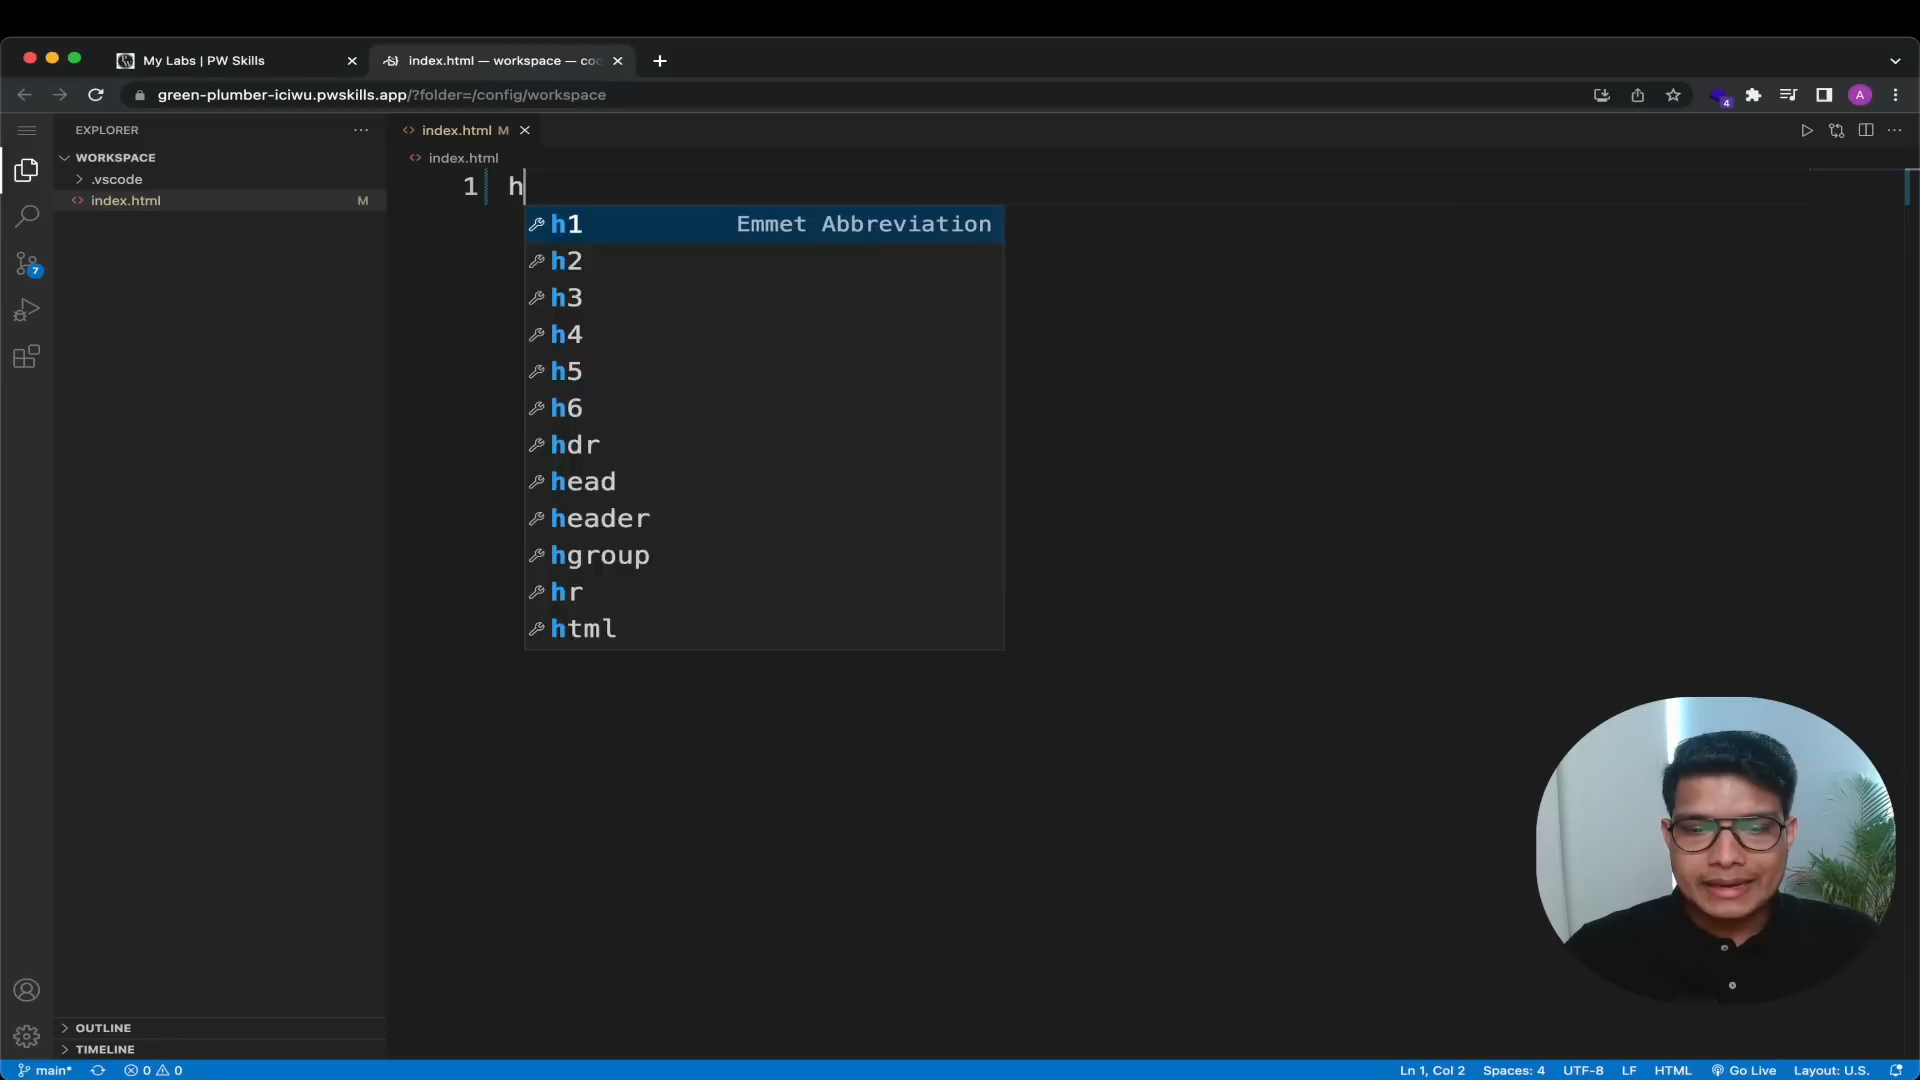 My Labs | PW Skills
index.html — workspace — co
green-plumber-iciwu.pwskills.app/?folder=/config/workspace
4
A
EXPLORER
index.html M
WORKSPACE
index.html
.vscode
index.html M
7
1 h
h1 Emmet Abbreviation
h2
h3
h4
h5
h6
hdr
head
header
hgroup
hr
html
OUTLINE
TIMELINE
main* 0 0 Ln 1, Col 2 Spaces: 4 UTF-8 LF HTML Go Live Layout: U.S.